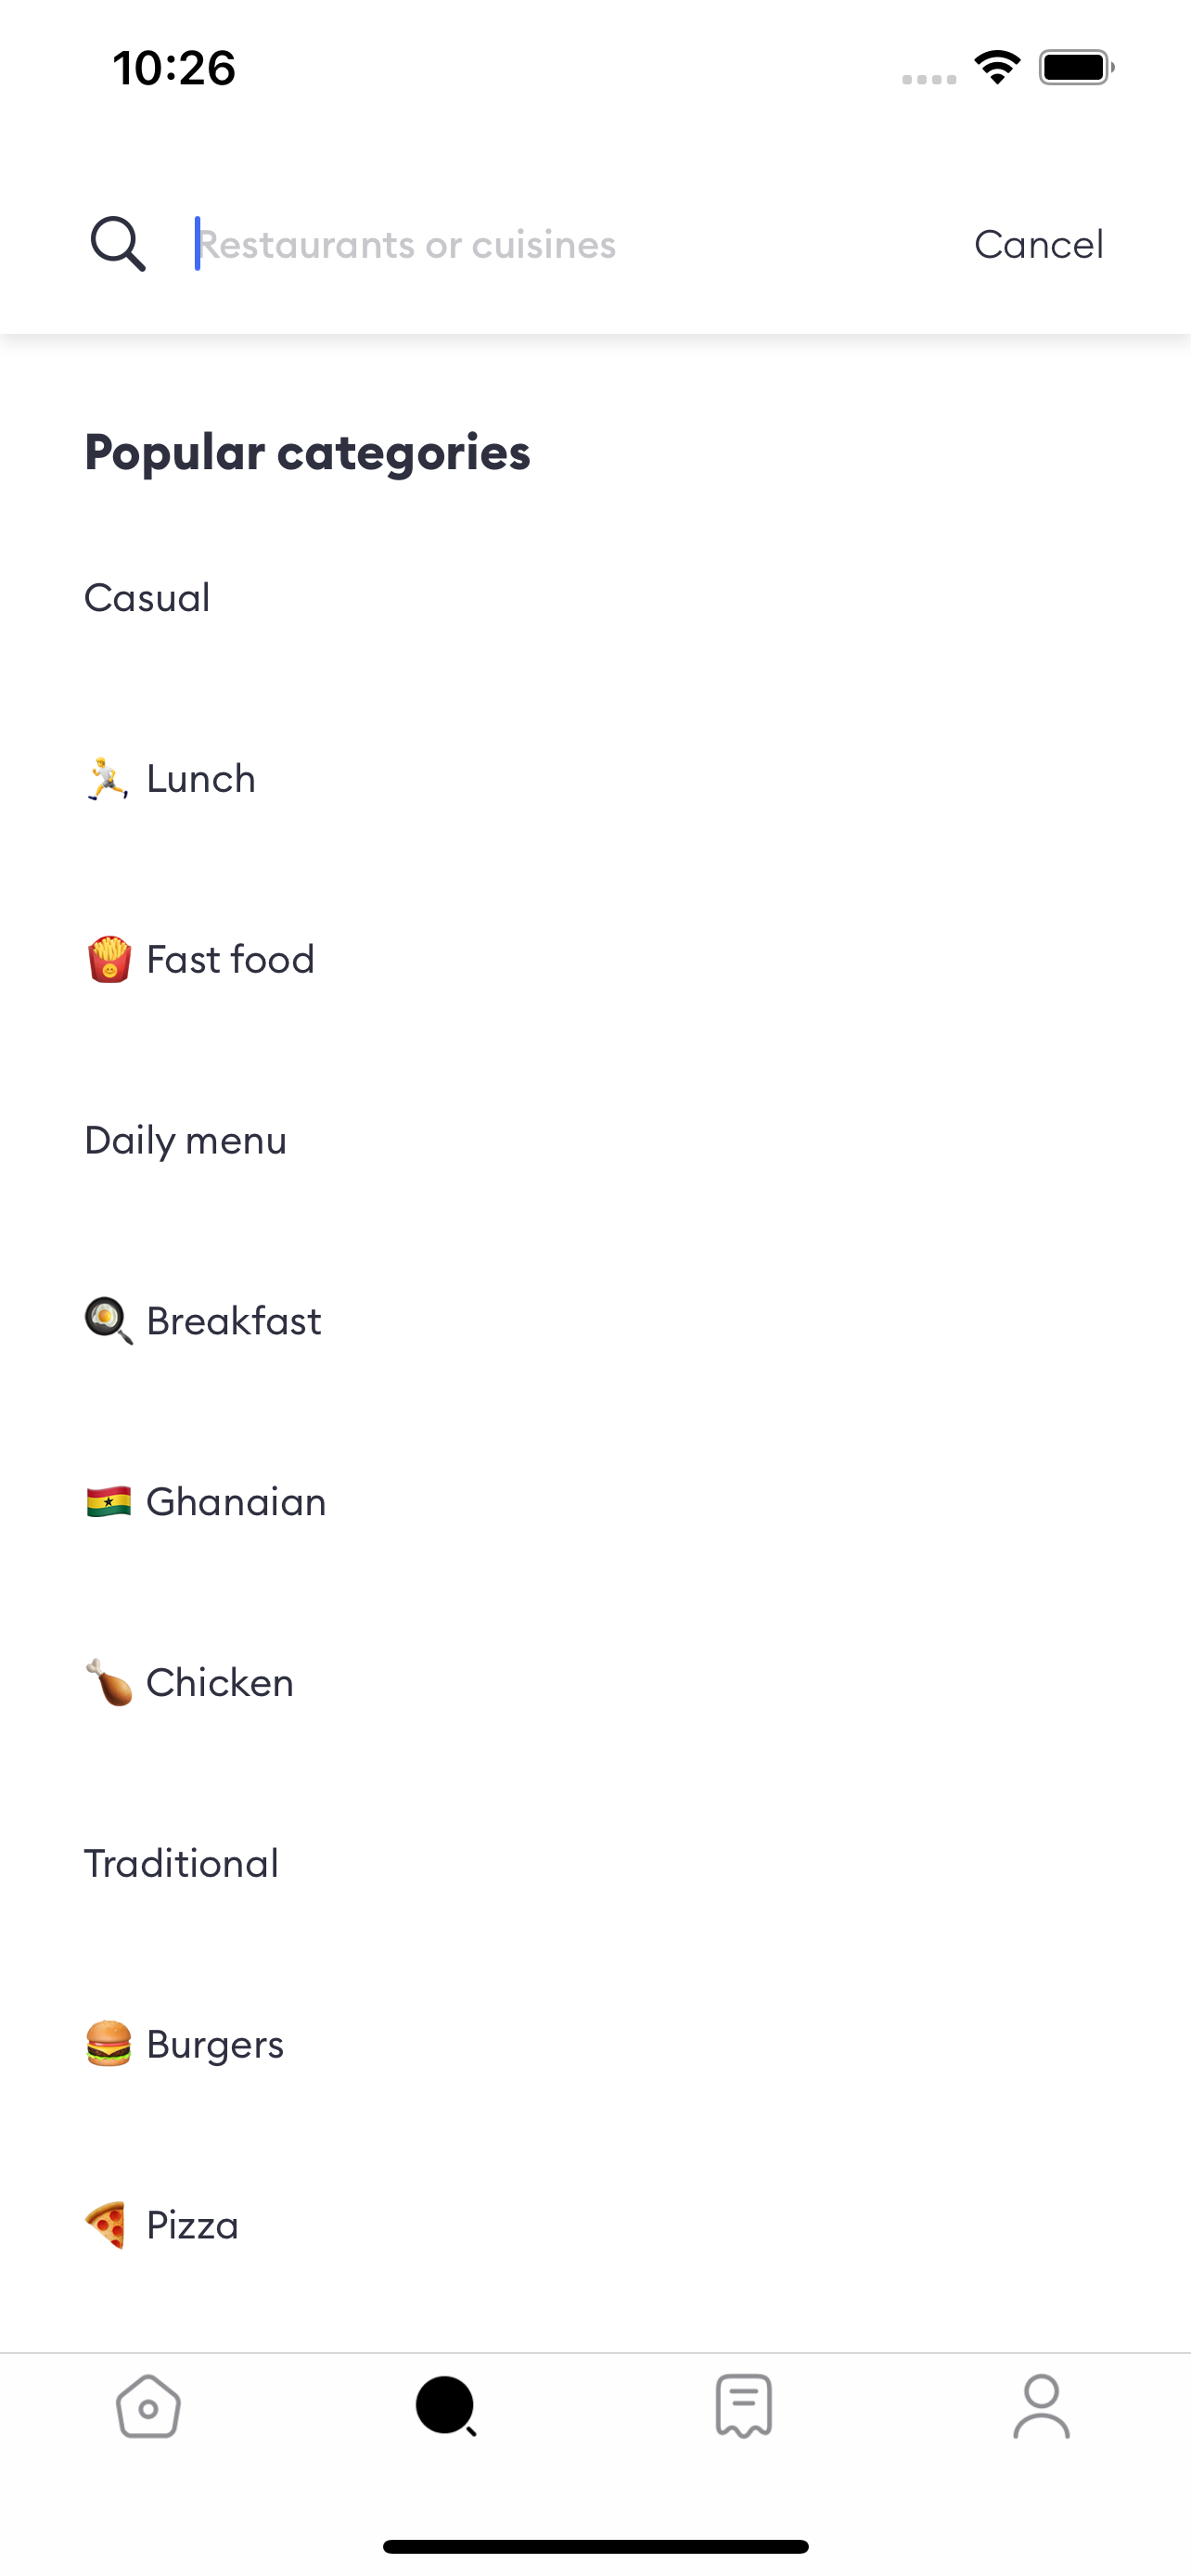 10:26
Restaurants or cuisines
Cancel
Popular categories
Casual
🏃 Lunch
🍟 Fast food
Daily menu
🍳 Breakfast
🇬🇭 Ghanaian
🍗 Chicken
Traditional
🍔 Burgers
🍕 Pizza